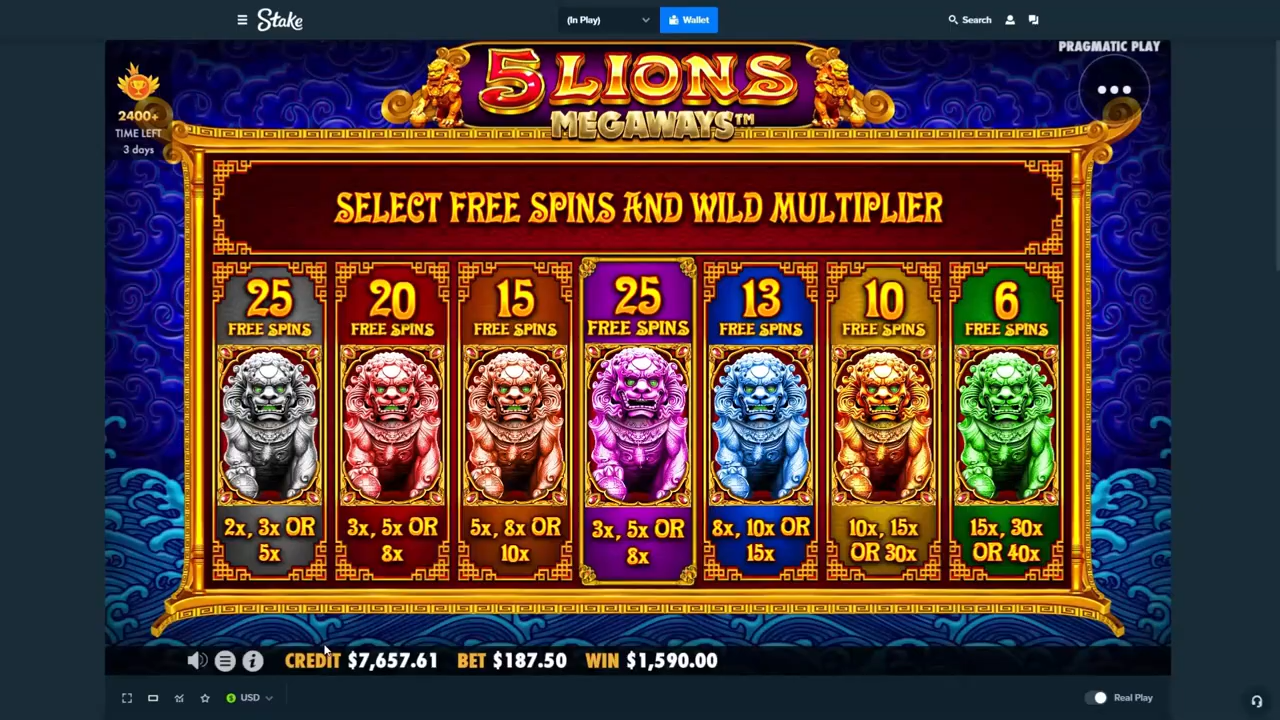 Stake
(In Play)
Wallet
Search
PRAGMATIC PLAY
5 LIONS
MEGAWAYS™
2400+
TIME LEFT
3 days
SELECT FREE SPINS AND WILD MULTIPLIER
25
FREE SPINS
2x, 3x OR
5x
20
FREE SPINS
3x, 5x OR
8x
15
FREE SPINS
5x, 8x OR
10x
25
FREE SPINS
3x, 5x OR
8x
13
FREE SPINS
8x, 10x OR
15x
10
FREE SPINS
10x, 15x
OR 30x
6
FREE SPINS
15x, 30x
OR 40x
CREDIT $7,657.61 BET $187.50 WIN $1,590.00
USD
Real Play